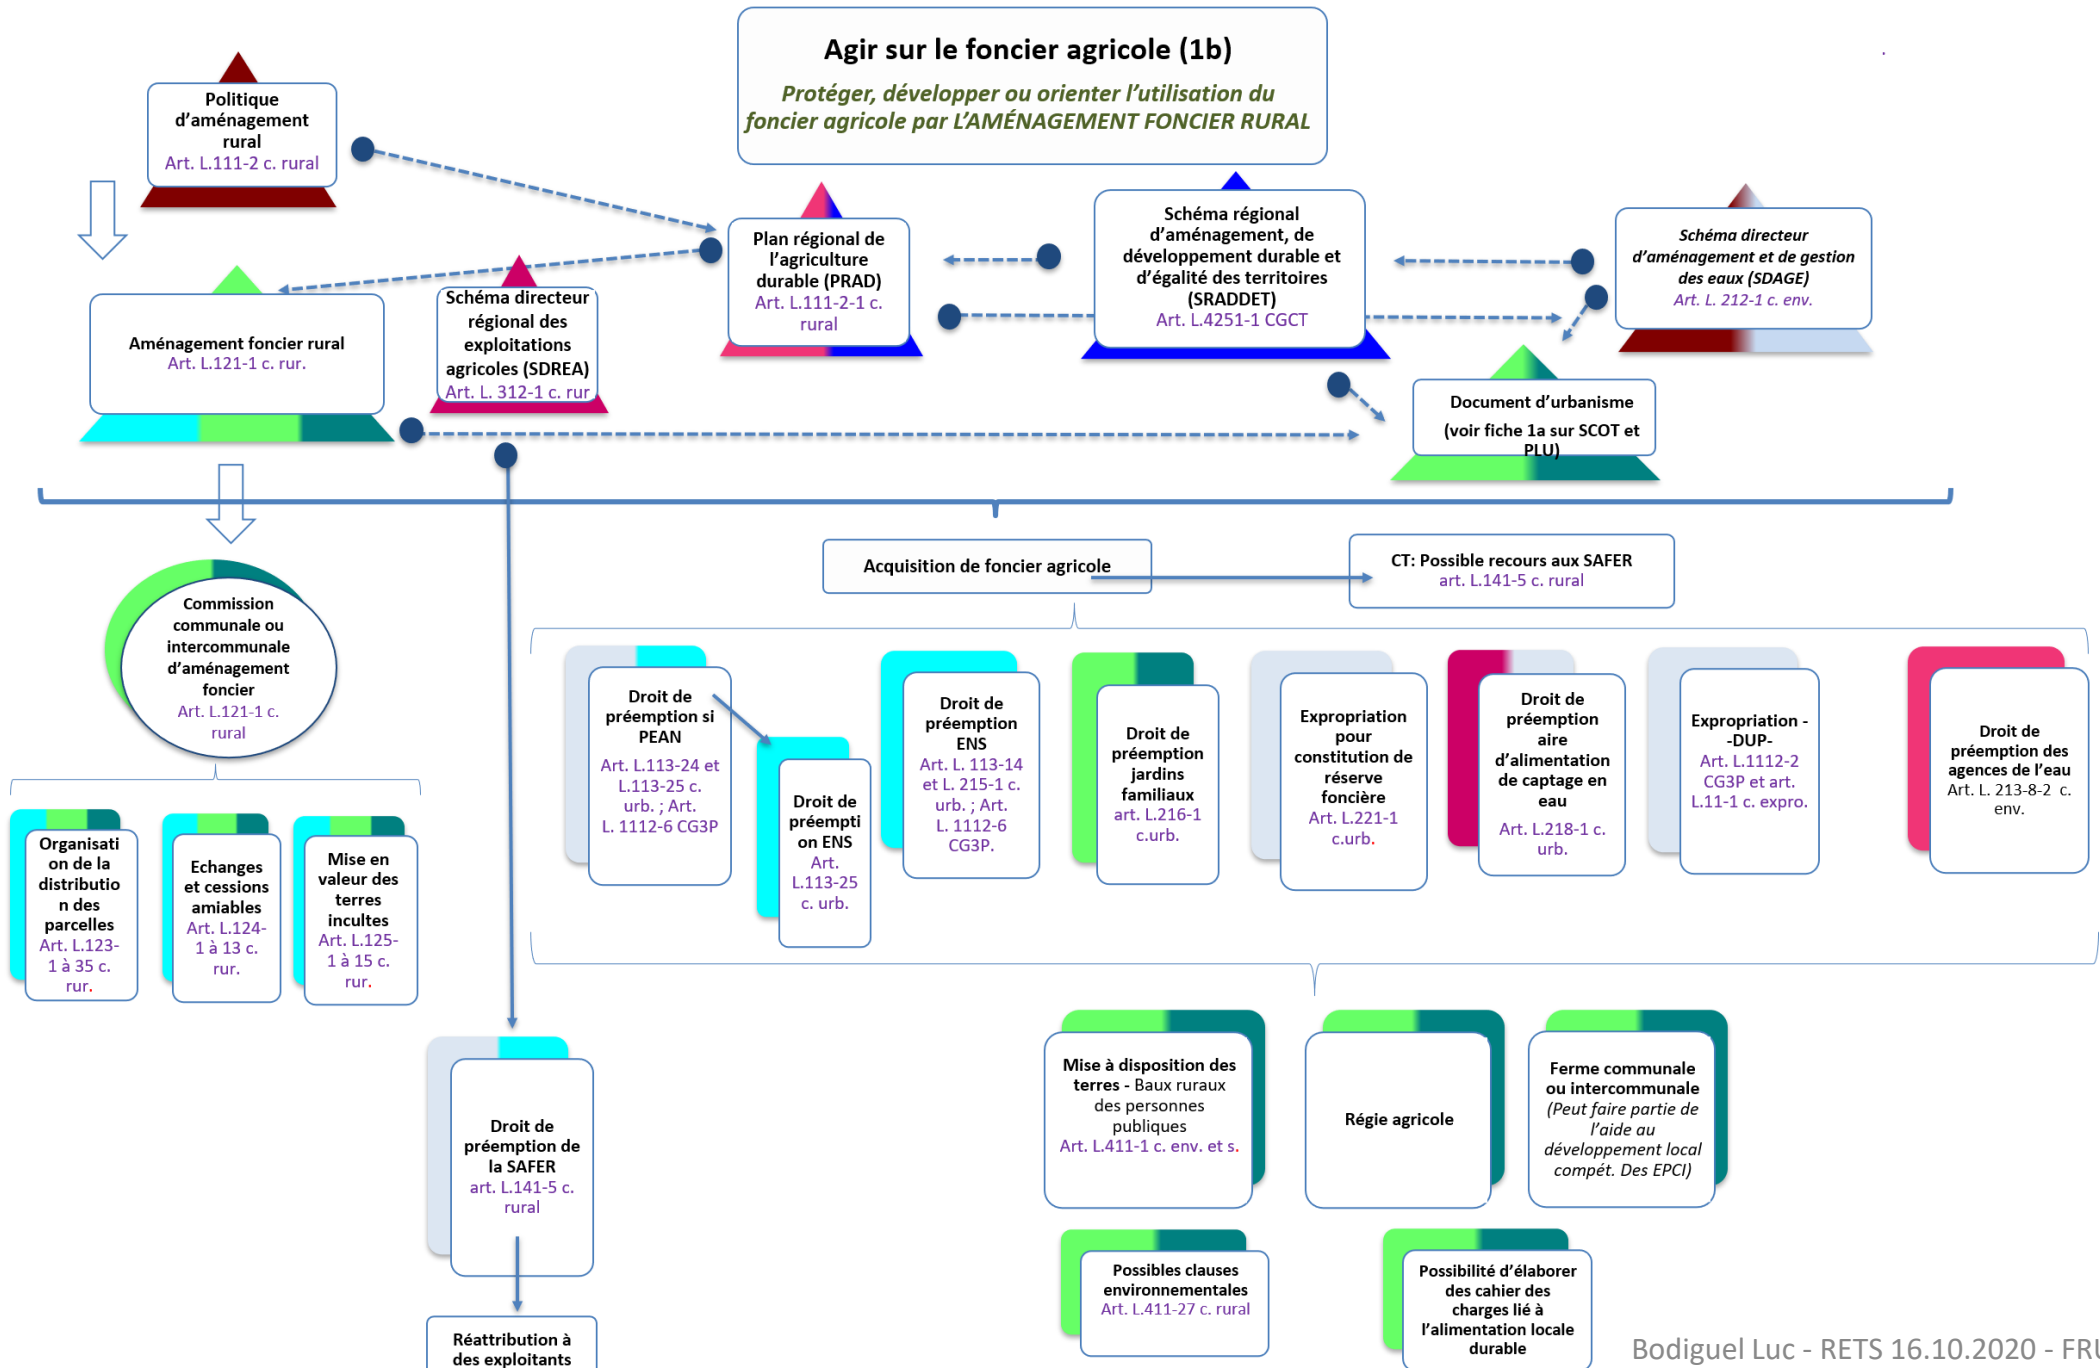 Agir sur le foncier agricole (1b)
Protéger, développer ou orienter l’utilisation du
foncier agricole par L’AMÉNAGEMENT FONCIER RURAL
Politique
d’aménagement
rural
Art. L.111-2 c. rural
Plan régional de
l’agriculture
durable (PRAD)
Art. L.111-2-1 c.
rural
Schéma régional
d’aménagement, de
développement durable et
d’égalité des territoires
(SRADDET)
Art. L.4251-1 CGCT
Schéma directeur
d’aménagement et de gestion
des eaux (SDAGE)
Art. L. 212-1 c. env.
Aménagement foncier rural
Art. L.121-1 c. rur.
Schéma directeur
régional des
exploitations
agricoles (SDREA)
Art. L. 312-1 c. rur
Document d’urbanisme
(voir fiche 1a sur SCOT et
PLU)
Acquisition de foncier agricole
CT: Possible recours aux SAFER
art. L.141-5 c. rural
Commission
communale ou
intercommunale
d’aménagement
foncier
Art. L.121-1 c.
rural
Droit de
préemption si
PEAN
Art. L.113-24 et
L.113-25 c.
urb. ; Art.
L. 1112-6 CG3P
Droit de
préempti
on ENS
Art.
L.113-25
c. urb.
Droit de
préemption
ENS
Art. L. 113-14
et L. 215-1 c.
urb. ; Art.
L. 1112-6
CG3P.
Droit de
préemption
jardins
familiaux
art. L.216-1
c.urb.
Expropriation
pour
constitution de
réserve
foncière
Art. L.221-1
c.urb.
Droit de
préemption
aire
d’alimentation
de captage en
eau
Art. L.218-1 c.
urb.
Expropriation -
-DUP-
Art. L.1112-2
CG3P et art.
L.11-1 c. expro.
Droit de
préemption des
agences de l’eau
Art. L. 213-8-2 c.
env.
Organisati
on de la
distributio
n des
parcelles
Art. L.123-
1 à 35 c.
rur.
Echanges
et cessions
amiables
Art. L.124-
1 à 13 c.
rur.
Mise en
valeur des
terres
incultes
Art. L.125-
1 à 15 c.
rur.
Droit de
préemption de
la SAFER
art. L.141-5 c.
rural
Réattribution à
des exploitants
Mise à disposition des
terres - Baux ruraux
des personnes
publiques
Art. L.411-1 c. env. et s.
Régie agricole
Ferme communale
ou intercommunale
(Peut faire partie de
l’aide au
développement local
compét. Des EPCI)
Possibles clauses
environnementales
Art. L.411-27 c. rural
Possibilité d’élaborer
des cahier des
charges lié à
l’alimentation locale
durable
Bodiguel Luc - RETS 16.10.2020 - FRI